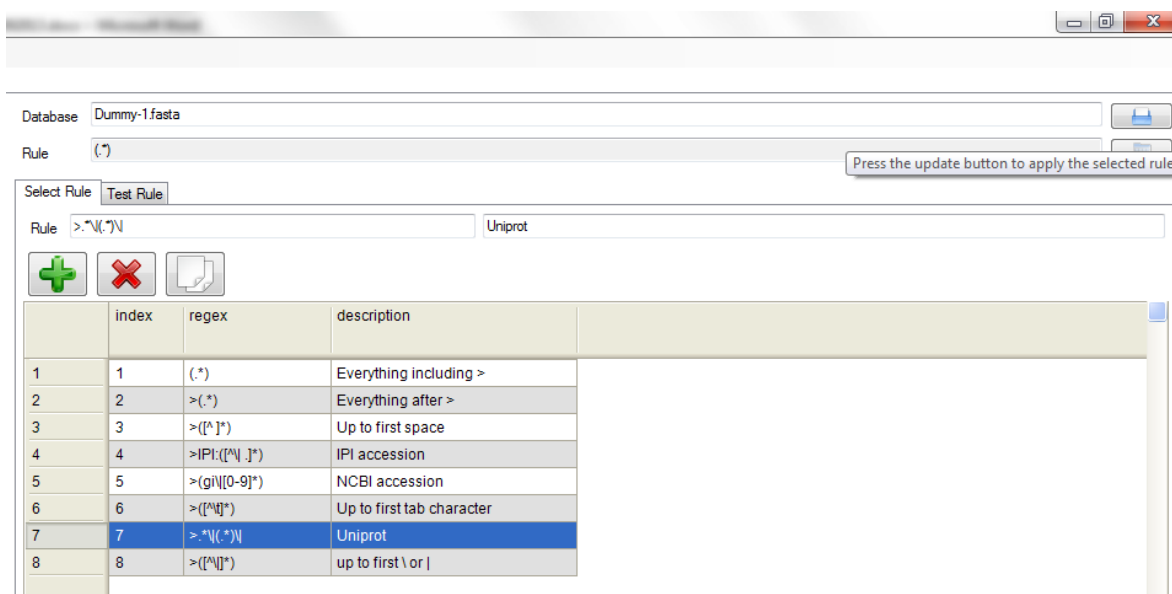 Database Dummy-1.fasta
Rule (.*)
Press the update button to apply the selected rule
Select Rule Test Rule
Rule >.*\|(.*)\| Uniprot
index regex description
1 1 (.*) Everything including >
2 2 >(.*) Everything after >
3 3 >([^ ]*) Up to first space
4 4 >IPI:([^\| .]*) IPI accession
5 5 >(gi\|[0-9]*) NCBI accession
6 6 >([^\t]*) Up to first tab character
7 7 >.*\|(.*)\| Uniprot
8 8 >([^\|]*) up to first \ or |